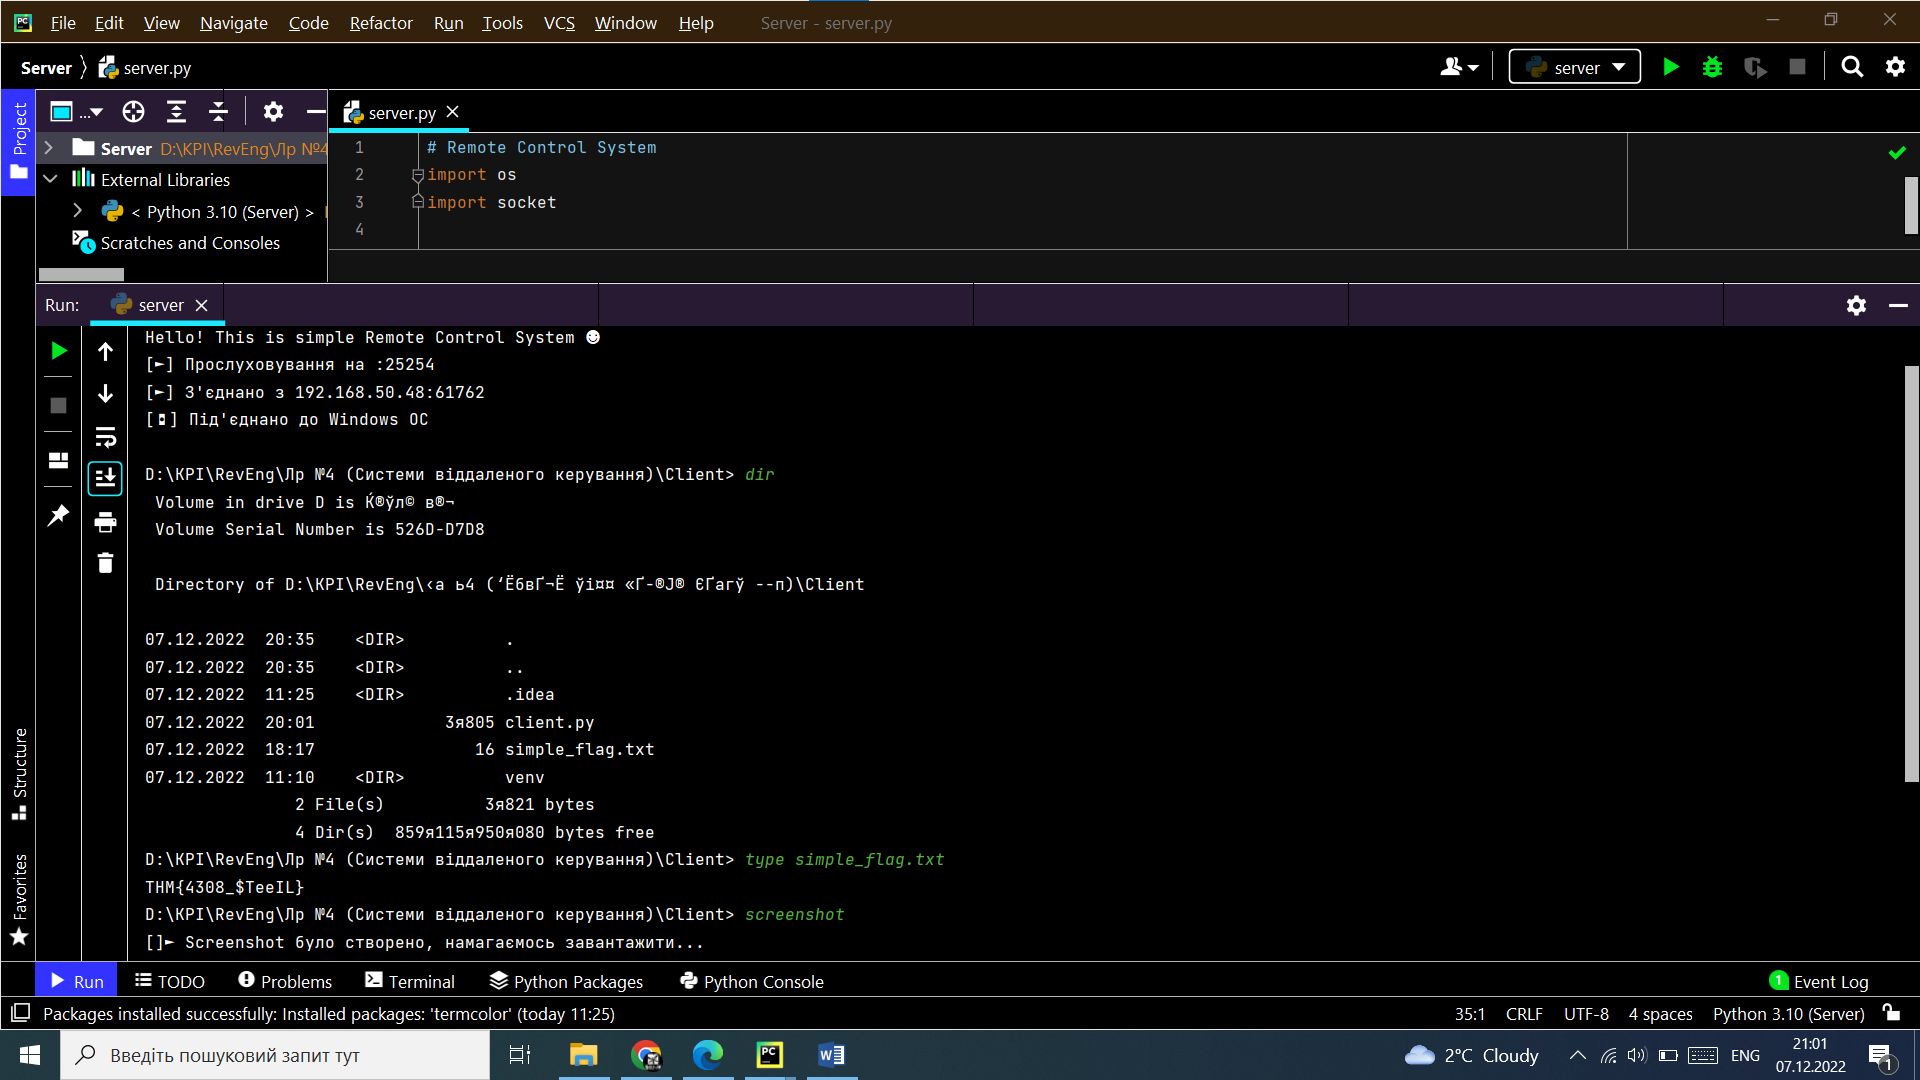 File Edit View Navigate Code Refactor Run Tools VCS Window Help Server - server.py
Server server.py server
Project ... server.py
Server D:\KPI\RevEng\Лр №4
External Libraries
< Python 3.10 (Server) >
Scratches and Consoles
1 # Remote Control System
2 import os
3 import socket
4
Run: server
Hello! This is simple Remote Control System ☻
[►] Прослуховування на :25254
[►] З'єднано з 192.168.50.48:61762
[◘] Під'єднано до Windows ОС
D:\KPI\RevEng\Лр №4 (Системи віддаленого керування)\Client> dir
Volume in drive D is Ќ®ўл© в®¬
Volume Serial Number is 526D-D7D8
Directory of D:\KPI\RevEng\‹а ь4 (‘ЁбвҐ¬Ё ўi¤¤ «Ґ-®Ј® ЄҐагў --п)\Client
07.12.2022 20:35 <DIR> .
07.12.2022 20:35 <DIR> ..
07.12.2022 11:25 <DIR> .idea
07.12.2022 20:01 3я805 client.py
07.12.2022 18:17 16 simple_flag.txt
07.12.2022 11:10 <DIR> venv
2 File(s) 3я821 bytes
4 Dir(s) 859я115я950я080 bytes free
D:\KPI\RevEng\Лр №4 (Системи віддаленого керування)\Client> type simple_flag.txt
THM{4308_$TeeIL}
D:\KPI\RevEng\Лр №4 (Системи віддаленого керування)\Client> screenshot
[]► Screenshot було створено, намагаємось завантажити...
Structure
Favorites
Run TODO Problems Terminal Python Packages Python Console 1 Event Log
Packages installed successfully: Installed packages: 'termcolor' (today 11:25) 35:1 CRLF UTF-8 4 spaces Python 3.10 (Server)
Введіть пошуковий запит тут 2°C Cloudy ENG 21:01
07.12.2022 1